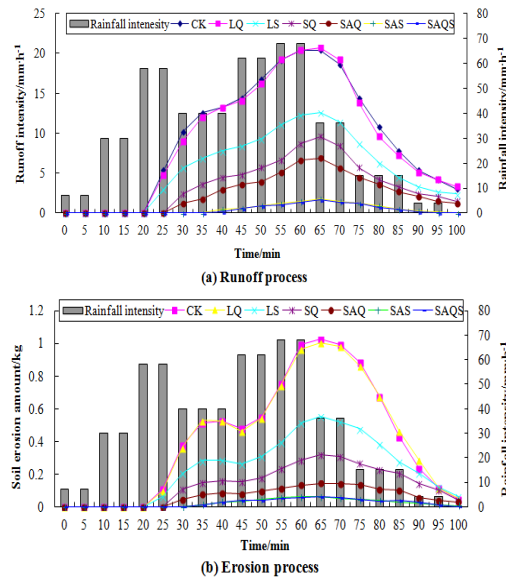 Rainfall intenesity CK LQ LS SQ SAQ SAS SAQS
25 20 15 10 5 0
Runoff intensity/mm·h-1
80 70 60 50 40 30 20 10 0
Rainfall intensity/mm·h-1
0 5 10 15 20 25 30 35 40 45 50 55 60 65 70 75 80 85 90 95 100
Time/min
(a) Runoff process
Rainfall intensity CK LQ LS SQ SAQ SAS SAQS
1.2 1 0.8 0.6 0.4 0.2 0
Soil erosion amount/kg
80 70 60 50 40 30 20 10 0
Rainfall intensity/mm·h-1
0 5 10 15 20 25 30 35 40 45 50 55 60 65 70 75 80 85 90 95 100
Time/min
(b) Erosion process